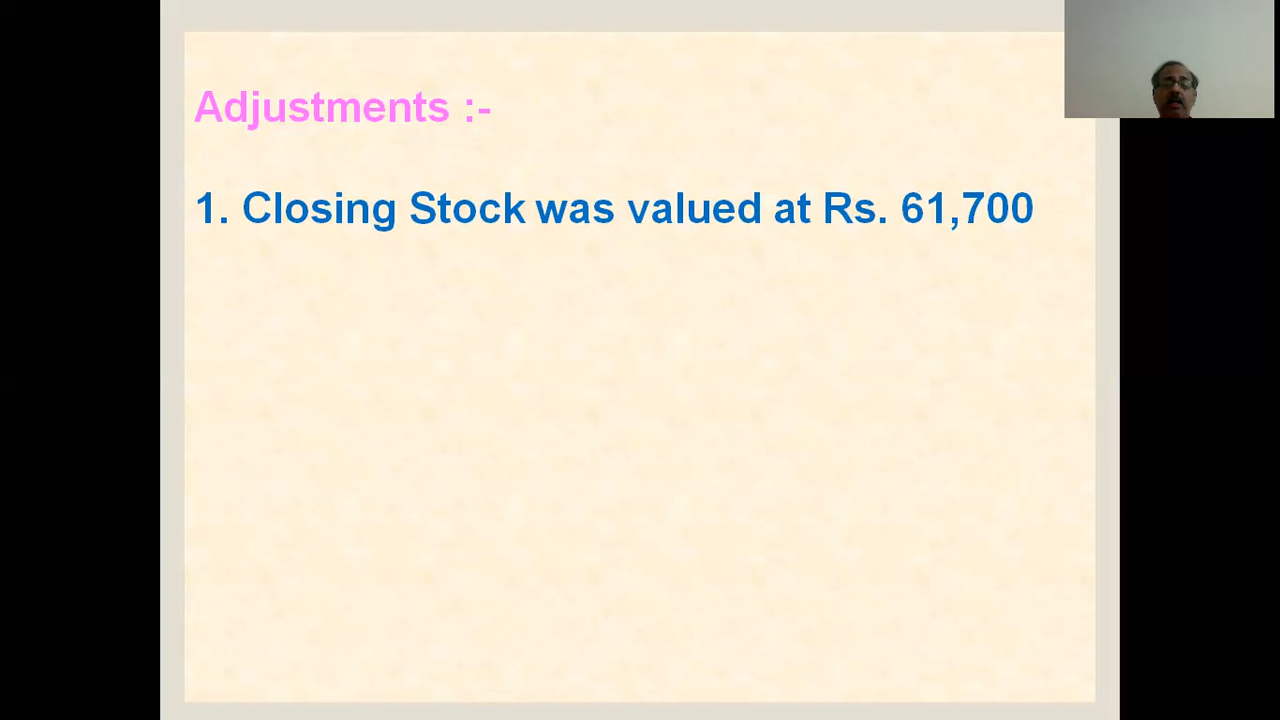 Adjustments :-
1. Closing Stock was valued at Rs. 61,700